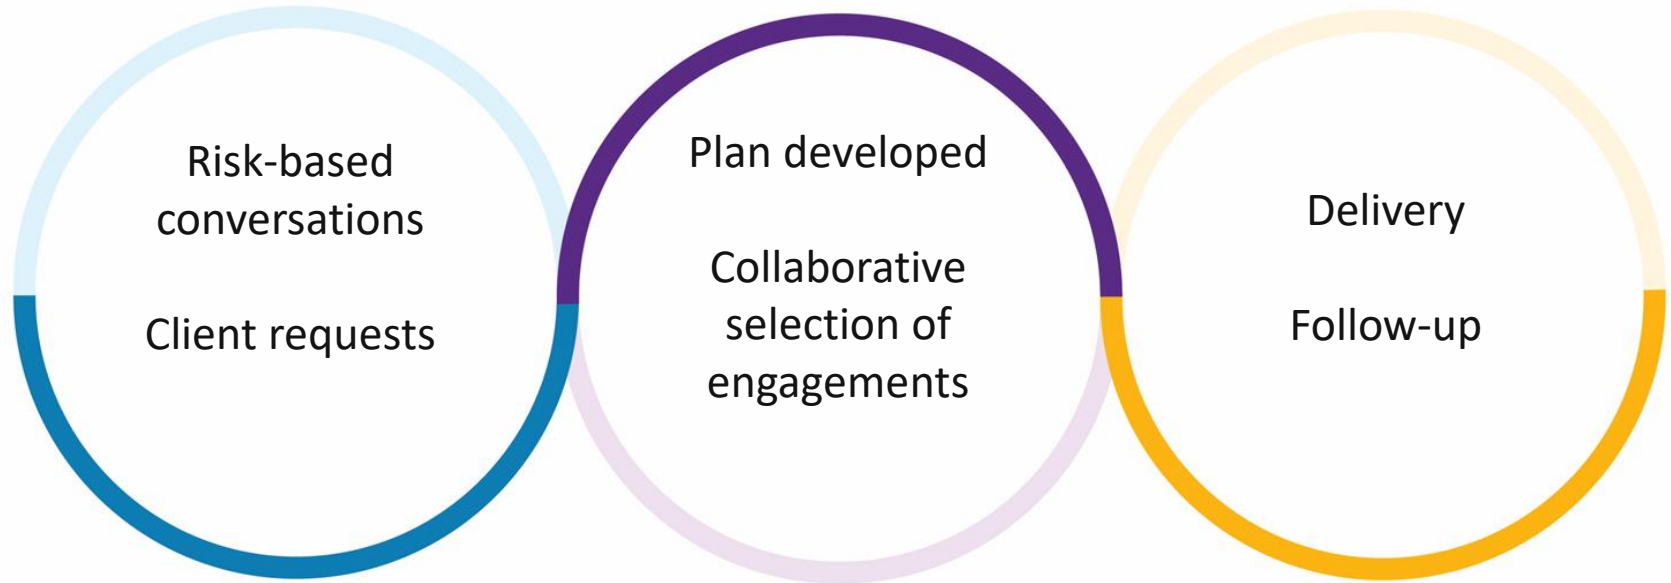 Risk-based
conversations
Client requests
Plan developed
Collaborative
selection of
engagements
Delivery
Follow-up